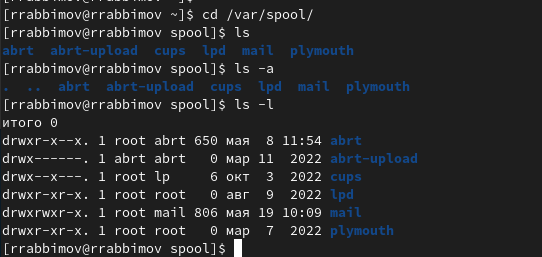 [rrabbimov@rrabbimov ~]$ cd /var/spool/
[rrabbimov@rrabbimov spool]$ ls
abrt abrt-upload cups lpd mail plymouth
[rrabbimov@rrabbimov spool]$ ls -a
. .. abrt abrt-upload cups lpd mail plymouth
[rrabbimov@rrabbimov spool]$ ls -l
итого 0
drwxr-x--x. 1 root abrt 650 мая 8 11:54 abrt
drwx------. 1 abrt abrt 0 мар 11 2022 abrt-upload
drwx--x---. 1 root lp 6 окт 3 2022 cups
drwxr-xr-x. 1 root root 0 авг 9 2022 lpd
drwxrwxr-x. 1 root mail 806 мая 19 10:09 mail
drwxr-xr-x. 1 root root 0 мар 7 2022 plymouth
[rrabbimov@rrabbimov spool]$